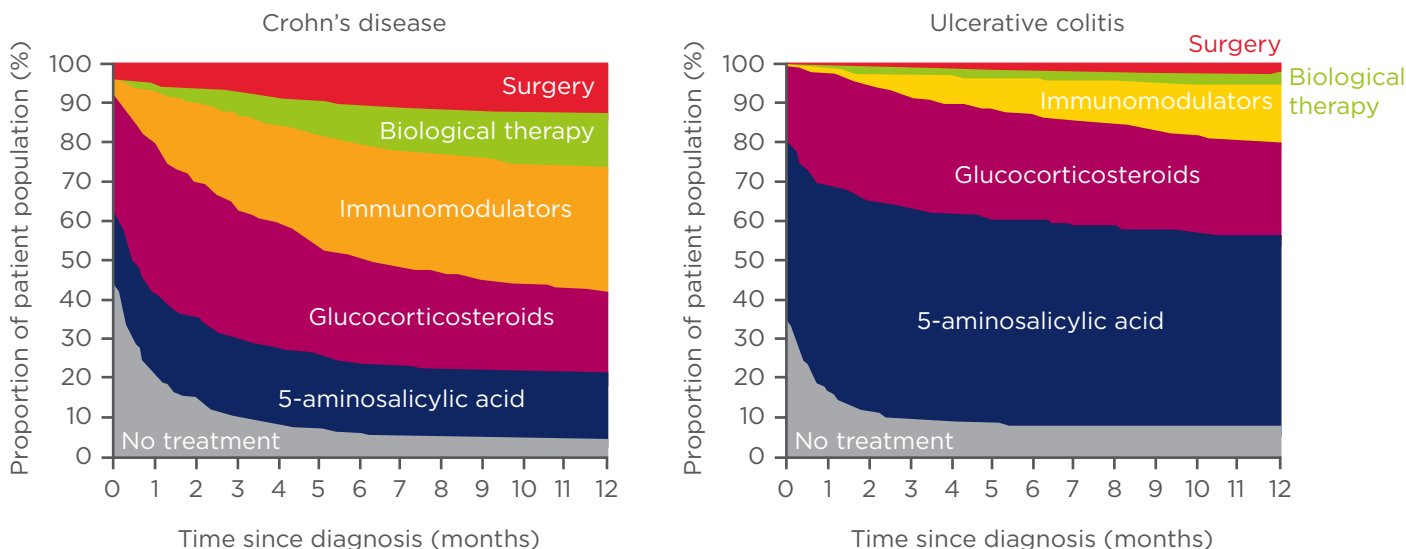 Crohn's disease
Proportion of patient population (%)
100
90
80
70
60
50
40
30
20
10
0
Surgery
Biological therapy
Immunomodulators
Glucocorticosteroids
5-aminosalicylic acid
No treatment
0 1 2 3 4 5 6 7 8 9 10 11 12
Time since diagnosis (months)
Ulcerative colitis
Proportion of patient population (%)
100
90
80
70
60
50
40
30
20
10
0
Surgery
Biological
therapy
Immunomodulators
Glucocorticosteroids
5-aminosalicylic acid
No treatment
0 1 2 3 4 5 6 7 8 9 10 11 12
Time since diagnosis (months)